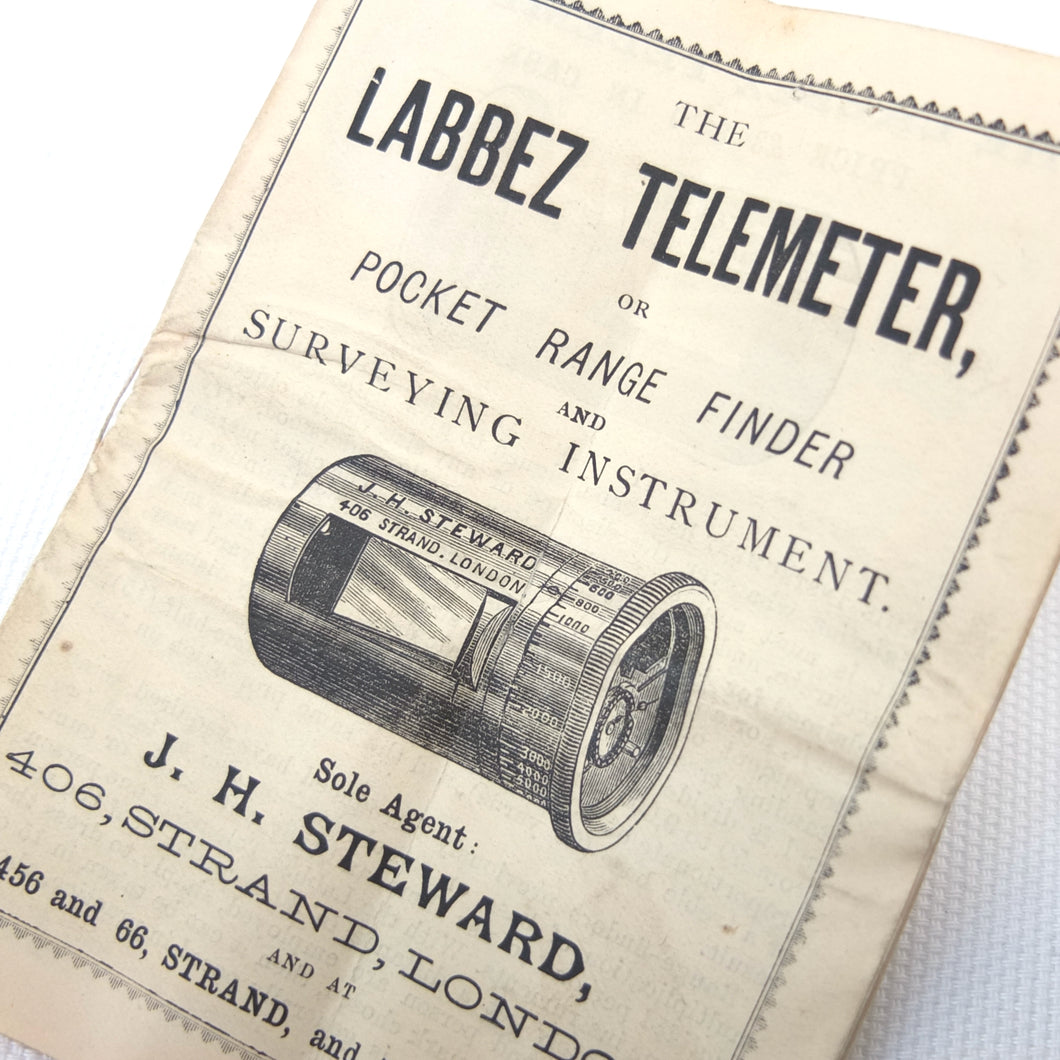 THE
LABBEZ TELEMETER,
OR
POCKET RANGE FINDER
AND
SURVEYING INSTRUMENT.
J. H. STEWARD
406 STRAND. LONDON
600
800
1000
1500
2000
3000
4000
5000
Sole Agent:
J. H. STEWARD,
406, STRAND, LONDO
AND AT
456 and 66, STRAND, and